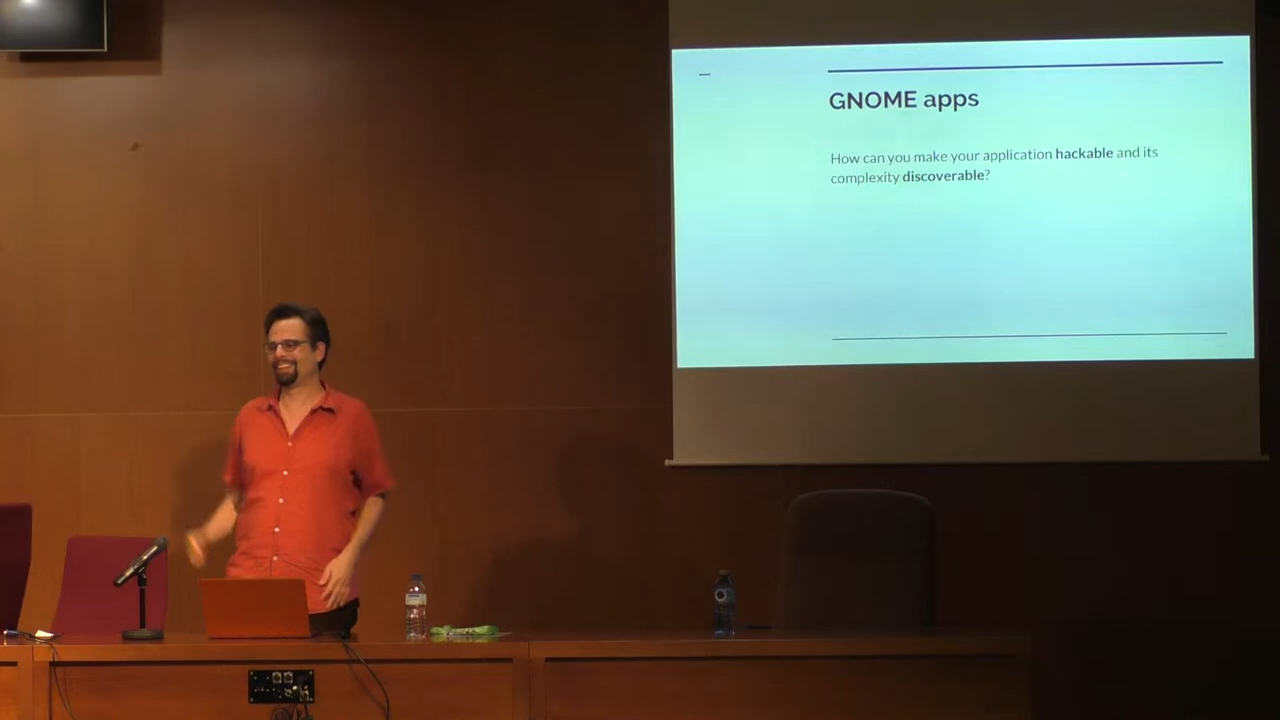 GNOME apps
How can you make your application hackable and its
complexity discoverable?